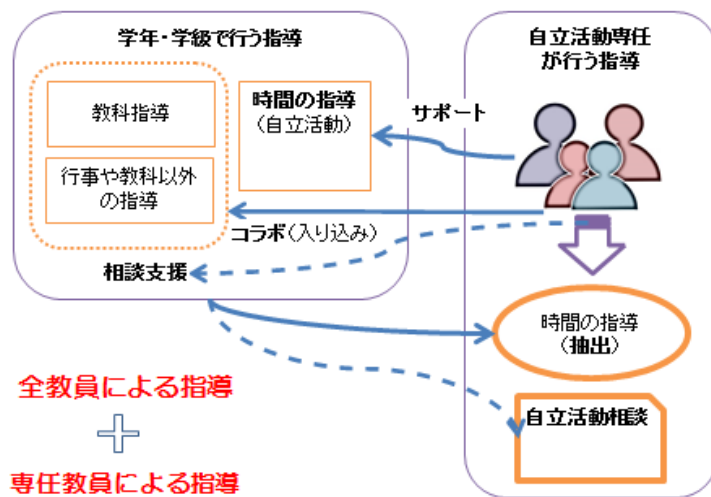 学年・学級で行う指導
教科指導
行事や教科以外
の指導
時間の指導
（自立活動）
サポート
コラボ（入り込み）
相談支援
自立活動専任
が行う指導
時間の指導
（抽出）
自立活動相談
全教員による指導
＋
専任教員による指導